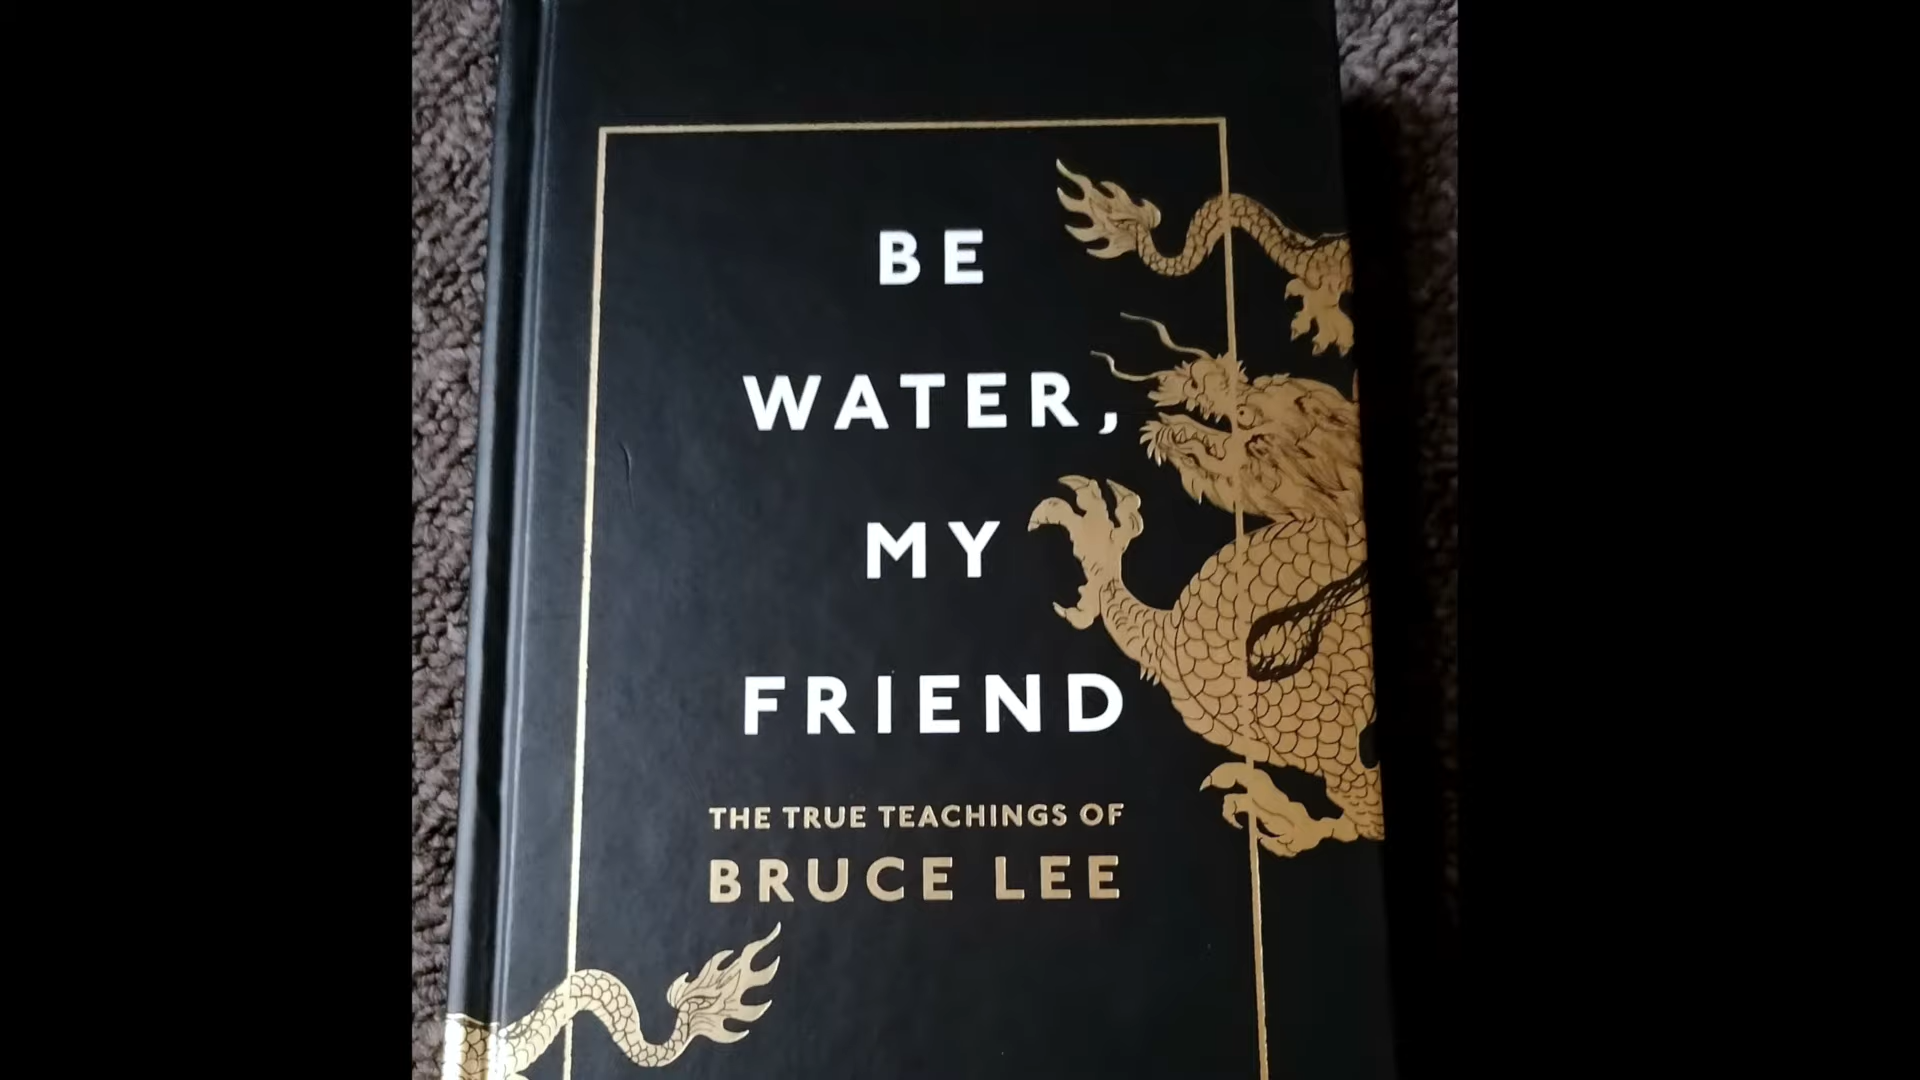 BE
WATER,
MY
FRIEND
THE TRUE TEACHINGS OF
BRUCE LEE